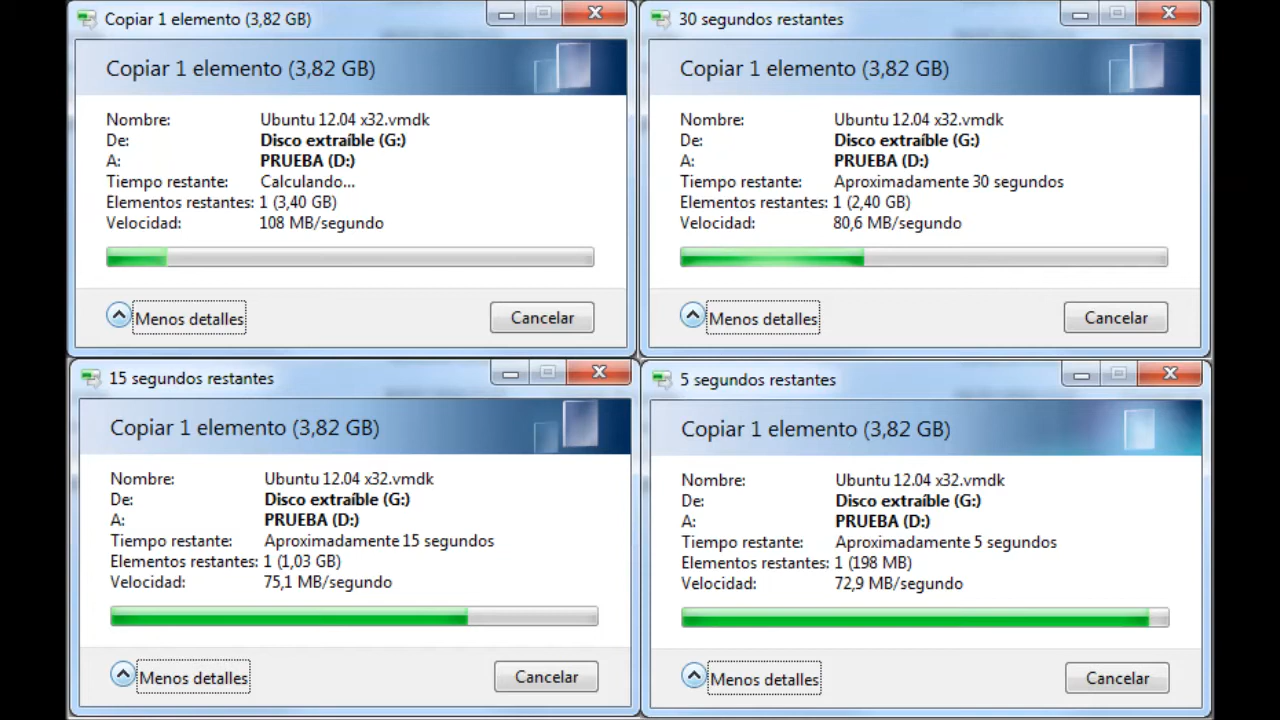 Copiar 1 elemento (3,82 GB)
Copiar 1 elemento (3,82 GB)
Nombre: Ubuntu 12.04 x32.vmdk
De: Disco extraíble (G:)
A: PRUEBA (D:)
Tiempo restante: Calculando...
Elementos restantes: 1 (3,40 GB)
Velocidad: 108 MB/segundo
Menos detalles
Cancelar
30 segundos restantes
Copiar 1 elemento (3,82 GB)
Nombre: Ubuntu 12.04 x32.vmdk
De: Disco extraíble (G:)
A: PRUEBA (D:)
Tiempo restante: Aproximadamente 30 segundos
Elementos restantes: 1 (2,40 GB)
Velocidad: 80,6 MB/segundo
Menos detalles
Cancelar
15 segundos restantes
Copiar 1 elemento (3,82 GB)
Nombre: Ubuntu 12.04 x32.vmdk
De: Disco extraíble (G:)
A: PRUEBA (D:)
Tiempo restante: Aproximadamente 15 segundos
Elementos restantes: 1 (1,03 GB)
Velocidad: 75,1 MB/segundo
Menos detalles
Cancelar
5 segundos restantes
Copiar 1 elemento (3,82 GB)
Nombre: Ubuntu 12.04 x32.vmdk
De: Disco extraíble (G:)
A: PRUEBA (D:)
Tiempo restante: Aproximadamente 5 segundos
Elementos restantes: 1 (198 MB)
Velocidad: 72,9 MB/segundo
Menos detalles
Cancelar